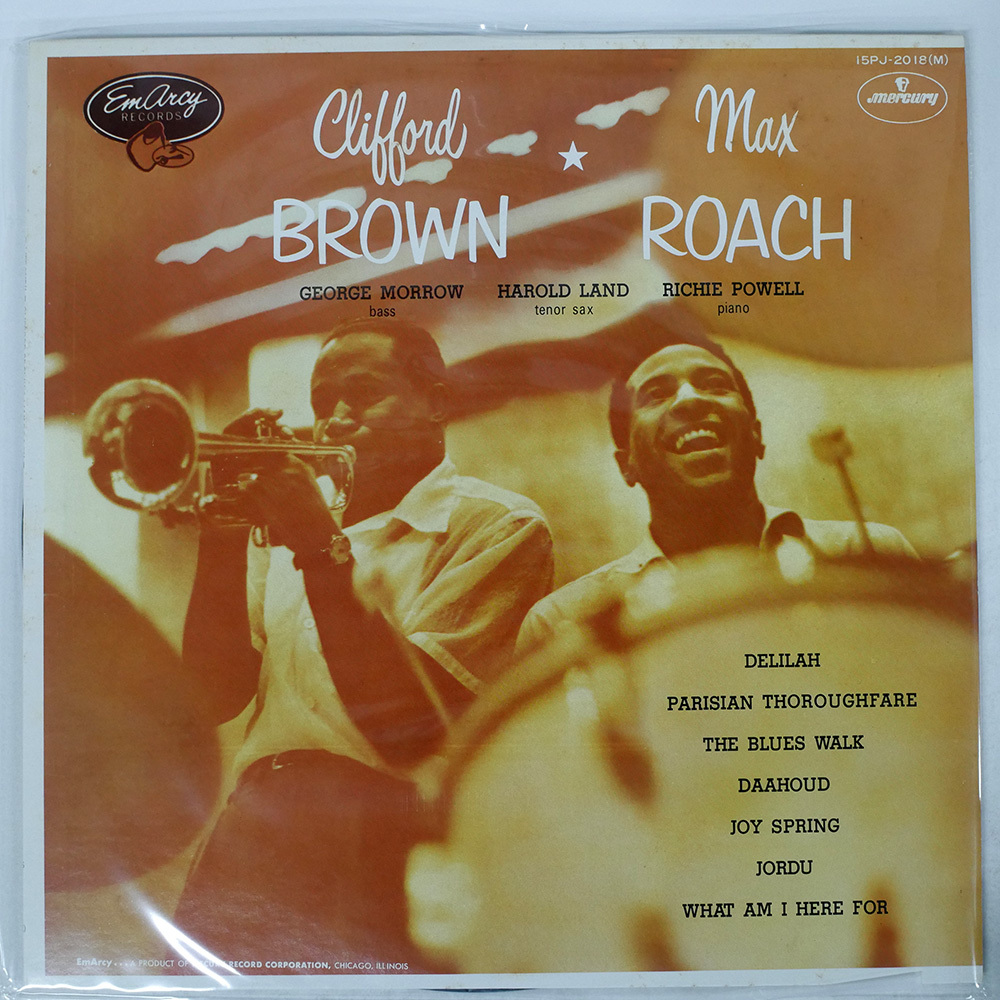 15PJ-2018(M)
EmArcy
RECORDS
mercury
Clifford
BROWN
Max
ROACH
GEORGE MORROW
bass
HAROLD LAND
tenor sax
RICHIE POWELL
piano
DELILAH
PARISIAN THOROUGHFARE
THE BLUES WALK
DAAHOUD
JOY SPRING
JORDU
WHAT AM I HERE FOR
EmArcy . . . A PRODUCT OF RECORD CORPORATION, CHICAGO, ILLINOIS